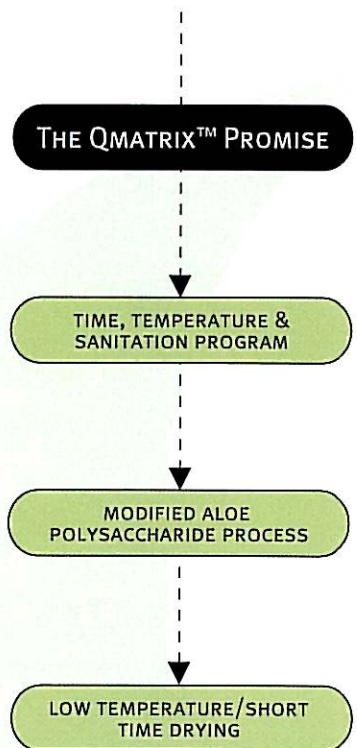 THE QMATRIX™ PROMISE
TIME, TEMPERATURE &
SANITATION PROGRAM
MODIFIED ALOE
POLYSACCHARIDE PROCESS
LOW TEMPERATURE/SHORT
TIME DRYING